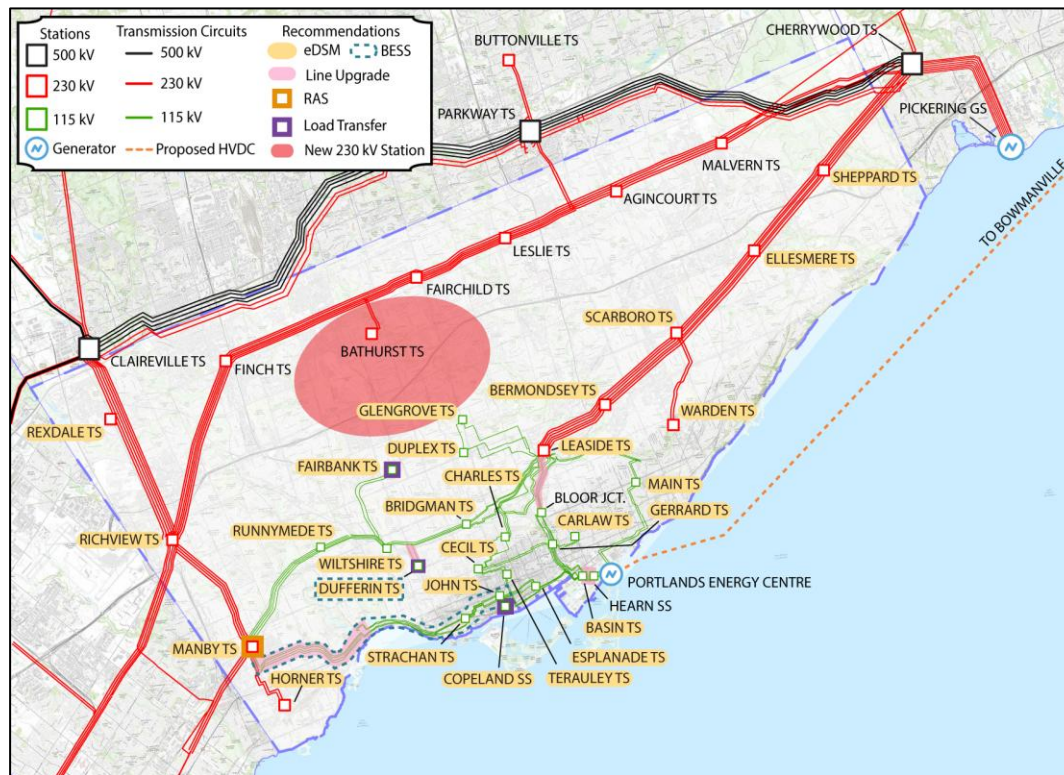 Stations
500 kV
230 kV
115 kV
Generator
Transmission Circuits
500 kV
230 kV
115 kV
Proposed HVDC
Recommendations
eDSM
BESS
Line Upgrade
RAS
Load Transfer
New 230 kV Station
BUTTONVILLE TS
CHERRYWOOD TS
PARKWAY TS
PICKERING GS
MALVERN TS
SHEPPARD TS
AGINCOURT TS
TO BOWMANVILLE
LESLIE TS
ELLESMERE TS
FAIRCHILD TS
SCARBORO TS
BATHURST TS
CLAIREVILLE TS
FINCH TS
BERMONDSEY TS
GLENGROVE TS
WARDEN TS
REXDALE TS
DUPLEX TS
LEASIDE TS
FAIRBANK TS
CHARLES TS
MAIN TS
BLOOR JCT.
BRIDGMAN TS
GERRARD TS
CARLAW TS
RUNNYMEDE TS
RICHVIEW TS
CECIL TS
WILTSHIRE TS
JOHN TS
PORTLANDS ENERGY CENTRE
DUFFERIN TS
HEARN SS
BASIN TS
MANBY TS
STRACHAN TS
ESPLANADE TS
HORNER TS
COPELAND SS
TERAULEY TS